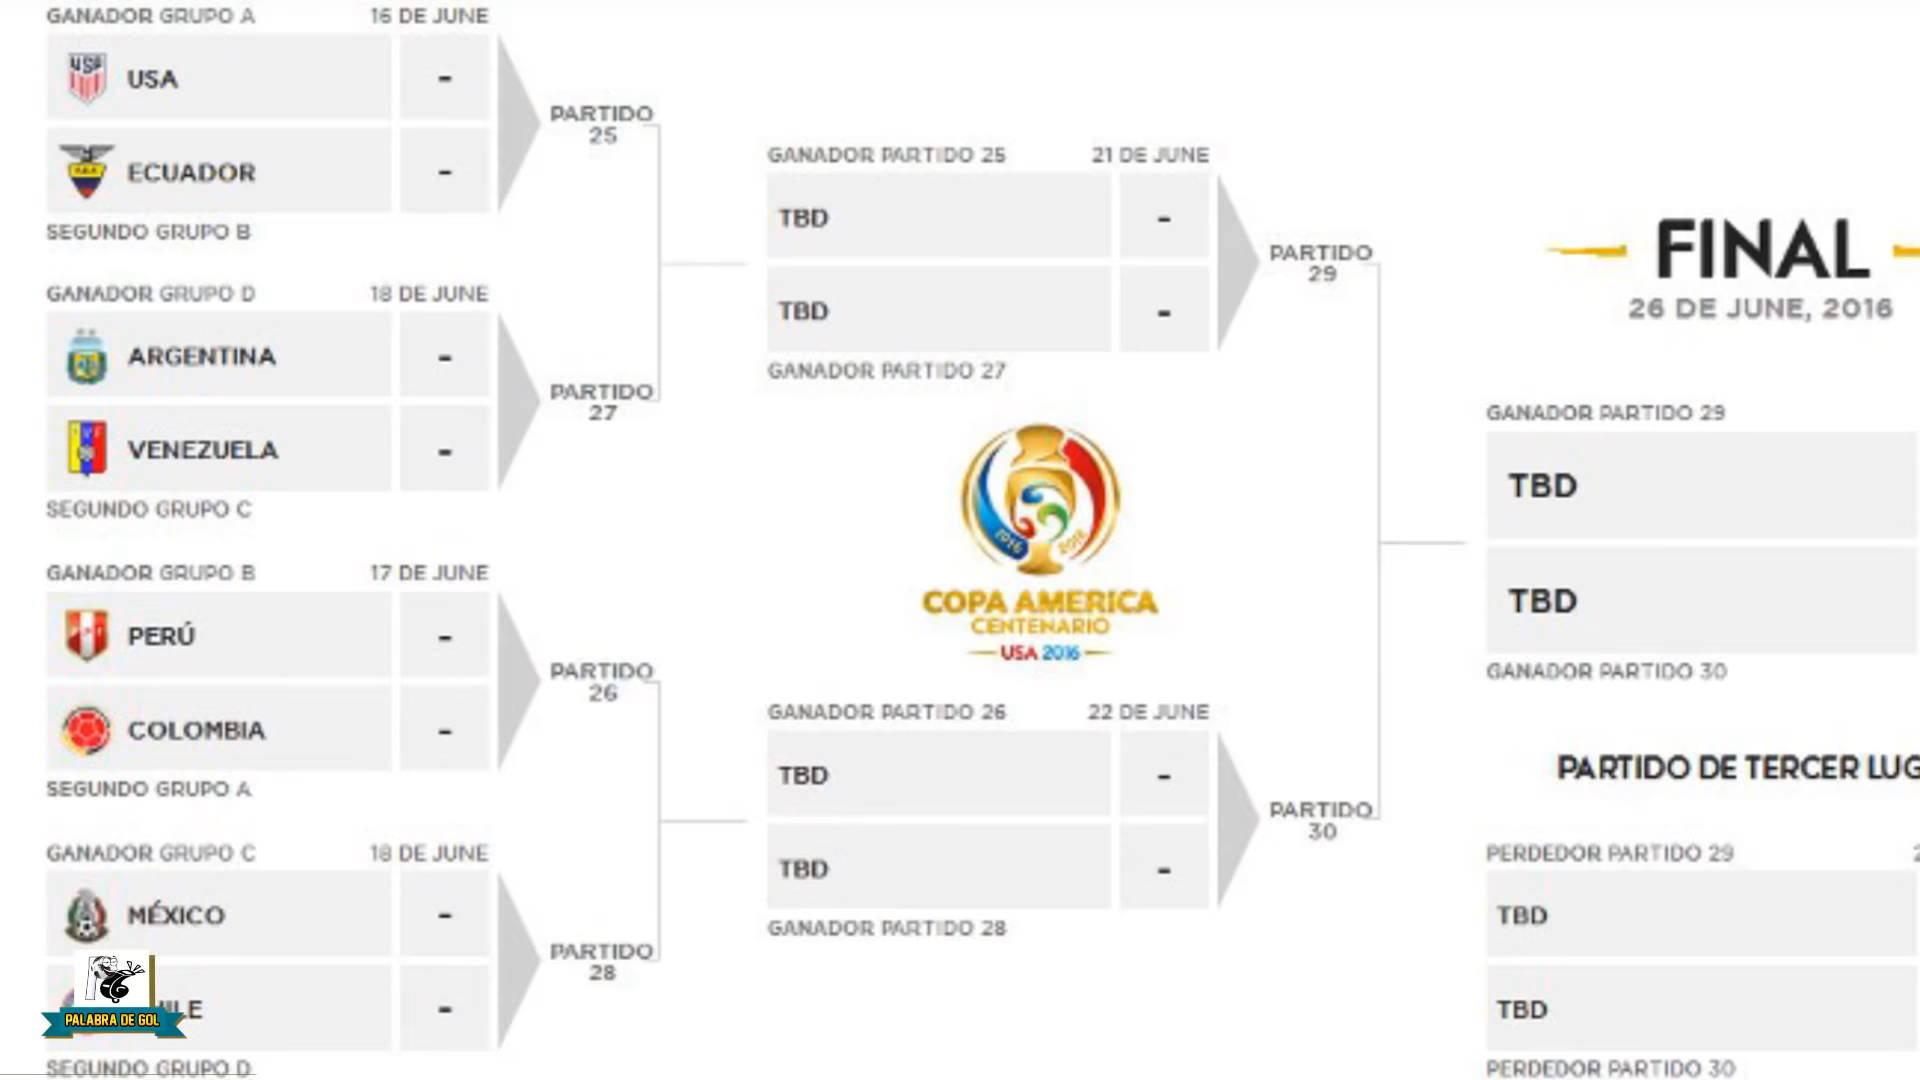 GANADOR GRUPO A 16 DE JUNE
USA -
ECUADOR -
SEGUNDO GRUPO B
PARTIDO
25
GANADOR GRUPO D 18 DE JUNE
ARGENTINA -
VENEZUELA -
SEGUNDO GRUPO C
PARTIDO
27
GANADOR GRUPO B 17 DE JUNE
PERÚ -
COLOMBIA -
SEGUNDO GRUPO A
PARTIDO
26
GANADOR GRUPO C 18 DE JUNE
MÉXICO -
SEGUNDO GRUPO D
PARTIDO
28
PALABRA DE GOL
GANADOR PARTIDO 25 21 DE JUNE
TBD -
TBD -
GANADOR PARTIDO 27
PARTIDO
29
1916 2016
COPA AMERICA
CENTENARIO
USA 2016
GANADOR PARTIDO 26 22 DE JUNE
TBD -
TBD -
GANADOR PARTIDO 28
PARTIDO
30
FINAL
26 DE JUNE, 2016
GANADOR PARTIDO 29
TBD
TBD
GANADOR PARTIDO 30
PARTIDO DE TERCER LUG
PERDEDOR PARTIDO 29
TBD
TBD
PERDEDOR PARTIDO 30